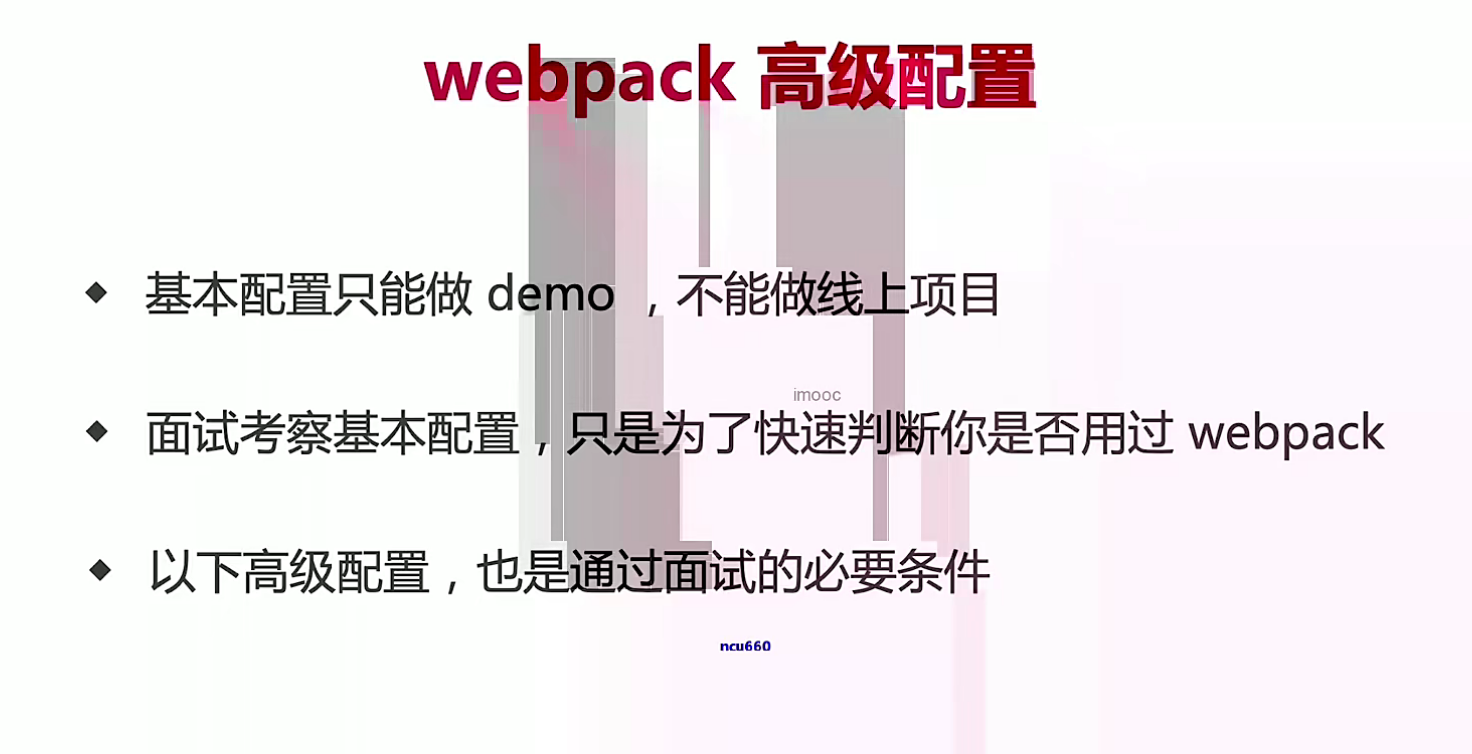 webpack 高级配置
基本配置只能做 demo ，不能做线上项目
imooc
面试考察基本配置，只是为了快速判断你是否用过 webpack
以下高级配置，也是通过面试的必要条件
ncu660